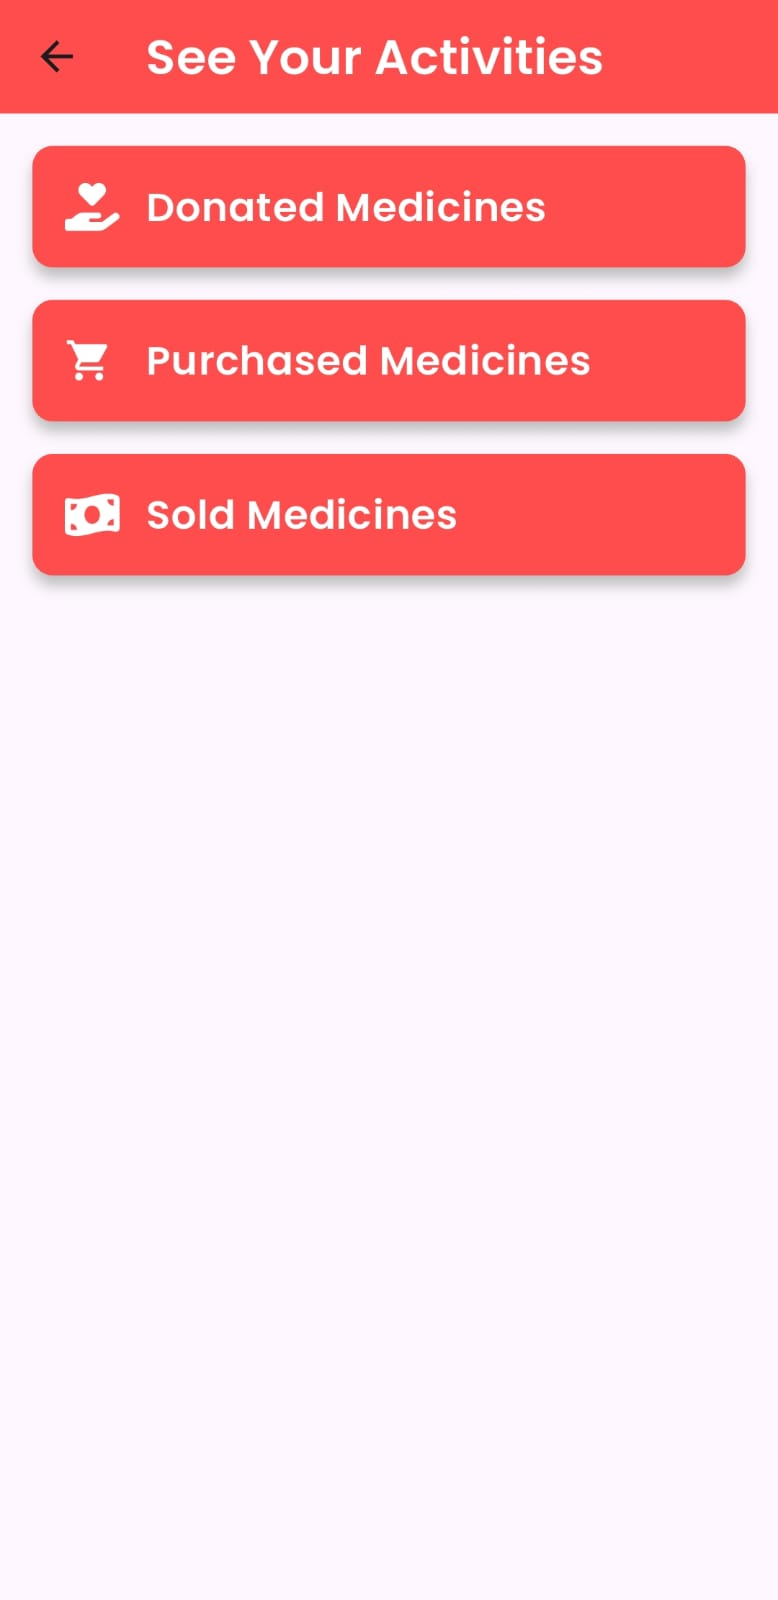 See Your Activities
Donated Medicines
Purchased Medicines
Sold Medicines